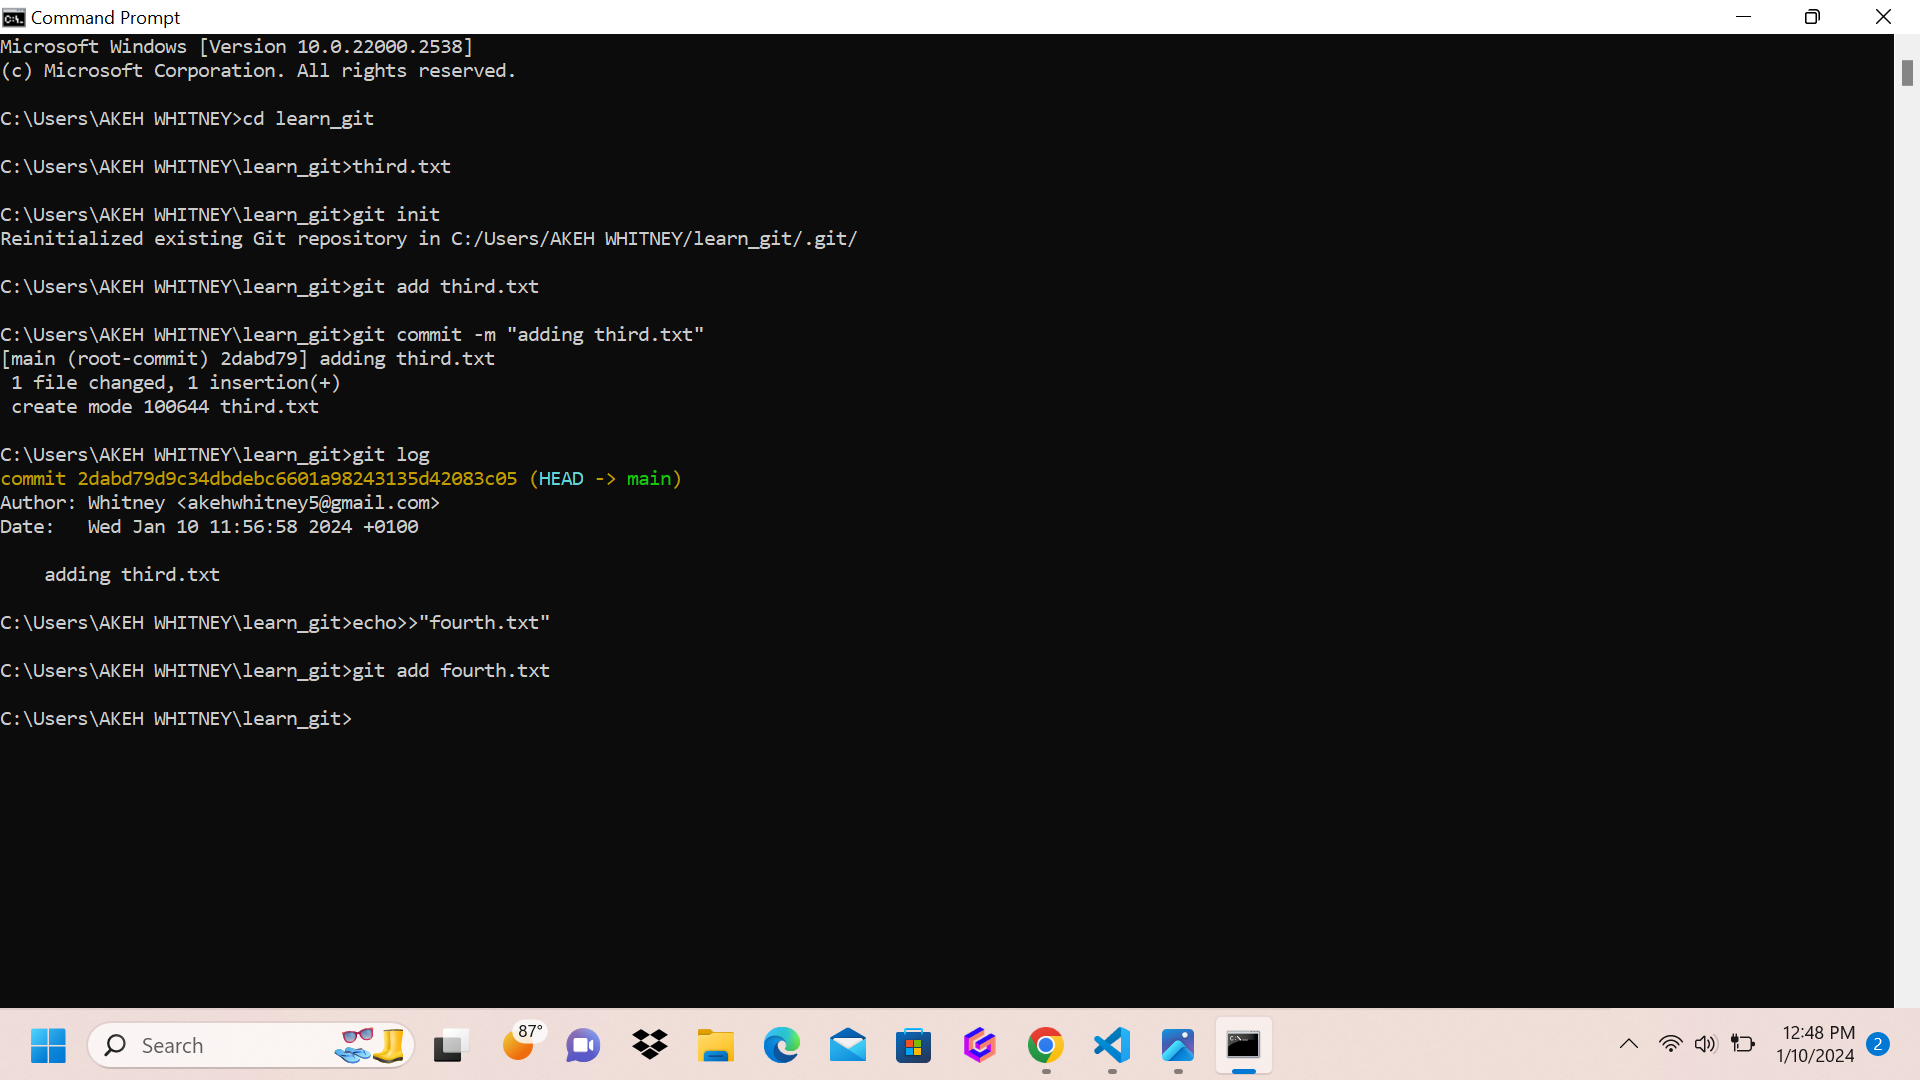 Command Prompt
Microsoft Windows [Version 10.0.22000.2538]
(c) Microsoft Corporation. All rights reserved.
C:\Users\AKEH WHITNEY>cd learn_git
C:\Users\AKEH WHITNEY\learn_git>third.txt
C:\Users\AKEH WHITNEY\learn_git>git init
Reinitialized existing Git repository in C:/Users/AKEH WHITNEY/learn_git/.git/
C:\Users\AKEH WHITNEY\learn_git>git add third.txt
C:\Users\AKEH WHITNEY\learn_git>git commit -m "adding third.txt"
[main (root-commit) 2dabd79] adding third.txt
 1 file changed, 1 insertion(+)
 create mode 100644 third.txt
C:\Users\AKEH WHITNEY\learn_git>git log
commit 2dabd79d9c34dbdebc6601a98243135d42083c05 (HEAD -> main)
Author: Whitney <akehwhitney5@gmail.com>
Date:   Wed Jan 10 11:56:58 2024 +0100
    adding third.txt
C:\Users\AKEH WHITNEY\learn_git>echo>>"fourth.txt"
C:\Users\AKEH WHITNEY\learn_git>git add fourth.txt
C:\Users\AKEH WHITNEY\learn_git>
Search
87°
12:48 PM
1/10/2024
2